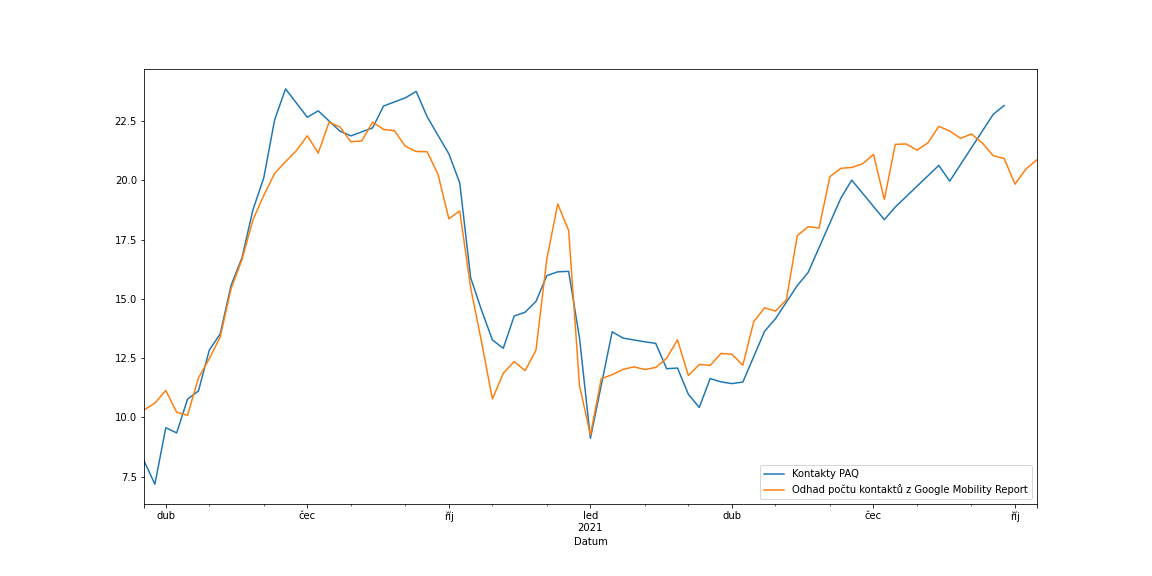 22.5
20.0
17.5
15.0
12.5
10.0
7.5
dub
čec
říj
led
2021
dub
čec
říj
Datum
Kontakty PAQ
Odhad počtu kontaktů z Google Mobility Report